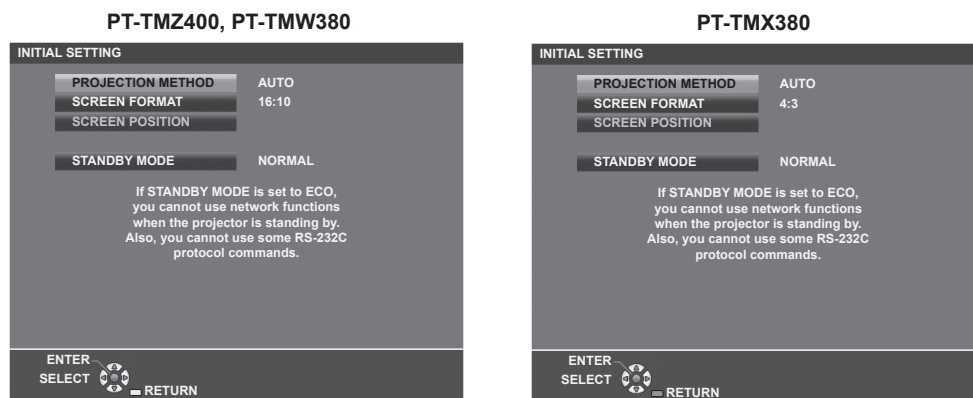 PT-TMZ400, PT-TMW380
INITIAL SETTING
PROJECTION METHOD AUTO
SCREEN FORMAT 16:10
SCREEN POSITION
STANDBY MODE NORMAL
If STANDBY MODE is set to ECO,
you cannot use network functions
when the projector is standing by.
Also, you cannot use some RS-232C
protocol commands.
ENTER
SELECT
RETURN
PT-TMX380
INITIAL SETTING
PROJECTION METHOD AUTO
SCREEN FORMAT 4:3
SCREEN POSITION
STANDBY MODE NORMAL
If STANDBY MODE is set to ECO,
you cannot use network functions
when the projector is standing by.
Also, you cannot use some RS-232C
protocol commands.
ENTER
SELECT
RETURN